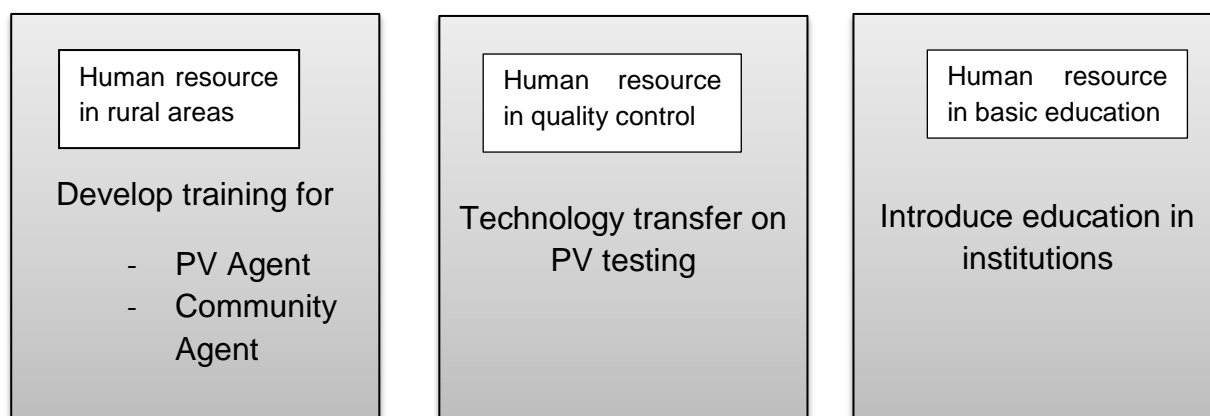 Human resource
in rural areas
Develop training for
- PV Agent
- Community
Agent
Human resource
in quality control
Technology transfer on
PV testing
Human resource
in basic education
Introduce education in
institutions